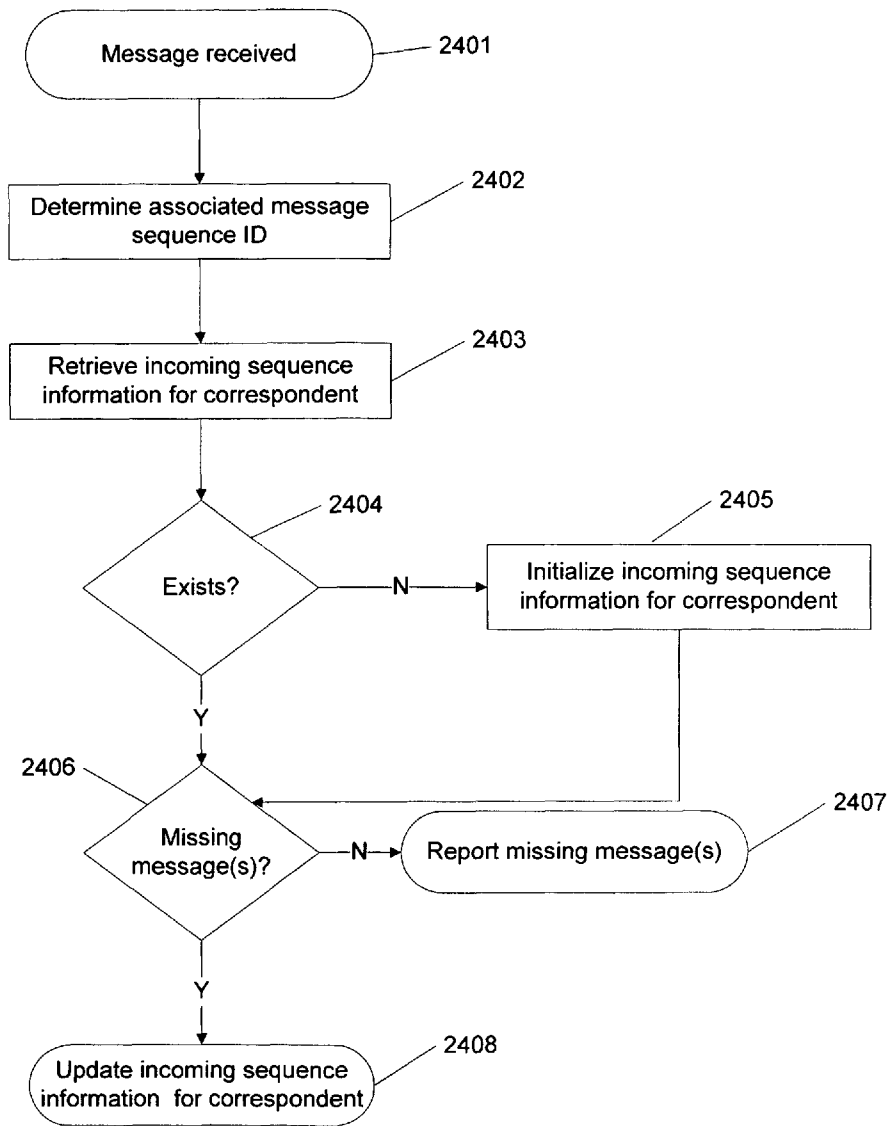 Message received
2401
2402
Determine associated message
sequence ID
2403
Retrieve incoming sequence
information for correspondent
2404
2405
Exists?
N
Initialize incoming sequence
information for correspondent
Y
2406
2407
Missing
message(s)?
N
Report missing message(s)
Y
2408
Update incoming sequence
information for correspondent